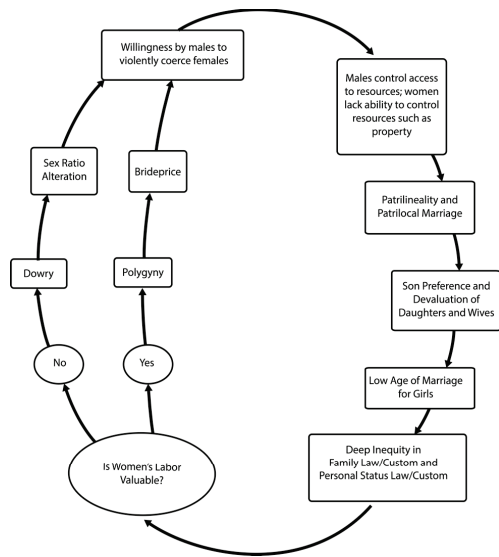 Willingness by males to
violently coerce females
Males control access
to resources; women
lack ability to control
resources such as
property
Patrilineality and
Patrilocal Marriage
Son Preference and
Devaluation of
Daughters and Wives
Low Age of Marriage
for Girls
Deep Inequity in
Family Law/Custom and
Personal Status Law/Custom
Is Women's Labor
Valuable?
No
Dowry
Sex Ratio
Alteration
Yes
Polygyny
Brideprice